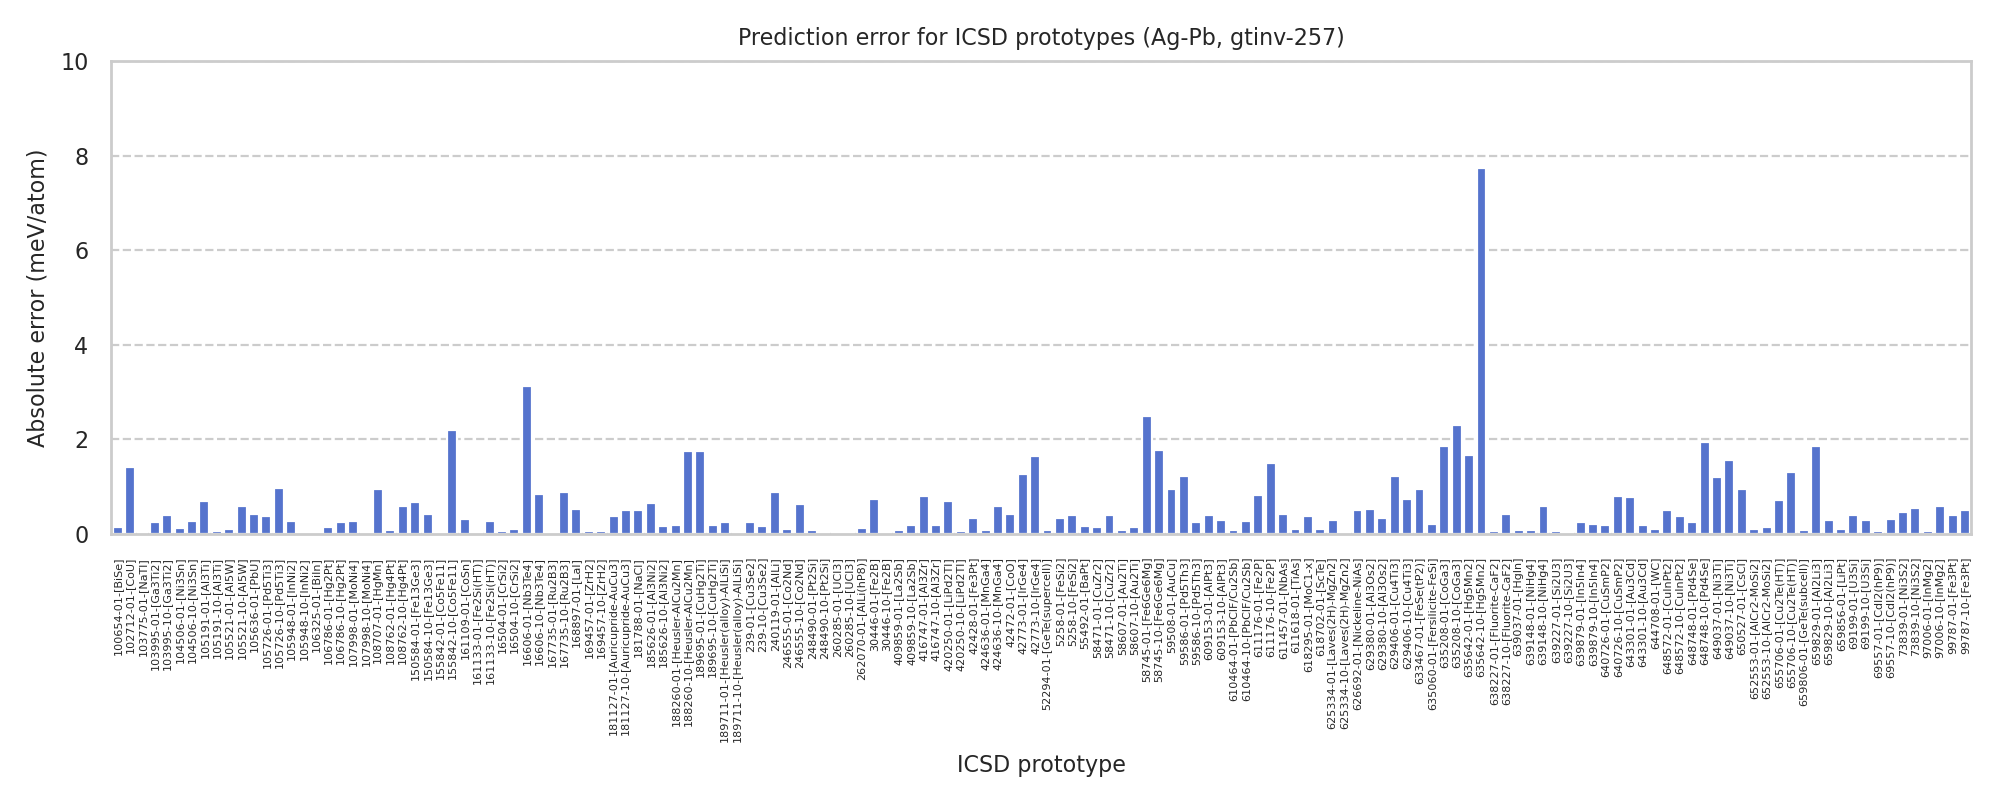 Prediction error for ICSD prototypes (Ag-Pb, gtinv-257)
Absolute error (meV/atom)
10
8
6
4
2
0
100654-01-[BiSe]
102712-01-[CoU]
103775-01-[NaTl]
103995-01-[Ga3Ti2]
103995-10-[Ga3Ti2]
104506-01-[Ni3Sn]
104506-10-[Ni3Sn]
105191-01-[Al3Ti]
105191-10-[Al3Ti]
105521-01-[Al5W]
105521-10-[Al5W]
105636-01-[PbU]
105726-01-[Pd5Ti3]
105726-10-[Pd5Ti3]
105948-01-[InNi2]
105948-10-[InNi2]
106325-01-[BiIn]
106786-01-[Hg2Pt]
106786-10-[Hg2Pt]
107998-01-[MoNi4]
107998-10-[MoNi4]
108707-01-[HgMn]
108762-01-[Hg4Pt]
108762-10-[Hg4Pt]
150584-01-[Fe13Ge3]
150584-10-[Fe13Ge3]
155842-01-[Co5Fe11]
155842-10-[Co5Fe11]
161109-01-[CoSn]
161133-01-[Fe2Si(HT)]
161133-10-[Fe2Si(HT)]
16504-01-[CrSi2]
16504-10-[CrSi2]
16606-01-[Nb3Te4]
16606-10-[Nb3Te4]
167735-01-[Ru2B3]
167735-10-[Ru2B3]
168897-01-[LaI]
169457-01-[ZrH2]
169457-10-[ZrH2]
181127-01-[Auricupride-AuCu3]
181127-10-[Auricupride-AuCu3]
181788-01-[NaCl]
185626-01-[Al3Ni2]
185626-10-[Al3Ni2]
188260-01-[Heusler-AlCu2Mn]
188260-10-[Heusler-AlCu2Mn]
189695-01-[CuHg2Ti]
189695-10-[CuHg2Ti]
189711-01-[Heusler(alloy)-AlLiSi]
189711-10-[Heusler(alloy)-AlLiSi]
239-01-[Cu3Se2]
239-10-[Cu3Se2]
240119-01-[AlLi]
246555-01-[Co2Nd]
246555-10-[Co2Nd]
248490-01-[Pt2Si]
248490-10-[Pt2Si]
260285-01-[UCl3]
260285-10-[UCl3]
262070-01-[AlLi(hP8)]
30446-01-[Fe2B]
30446-10-[Fe2B]
409859-01-[La2Sb]
409859-10-[La2Sb]
416747-01-[Al3Zr]
416747-10-[Al3Zr]
420250-01-[LiPd2Tl]
420250-10-[LiPd2Tl]
42428-01-[Fe3Pt]
424636-01-[MnGa4]
424636-10-[MnGa4]
42472-01-[CoO]
42773-01-[IrGe4]
42773-10-[IrGe4]
52294-01-[GeTe(supercell)]
5258-01-[FeSi2]
5258-10-[FeSi2]
55492-01-[BaPt]
58471-01-[CuZr2]
58471-10-[CuZr2]
58607-01-[Au2Ti]
58607-10-[Au2Ti]
58745-01-[Fe6Ge6Mg]
58745-10-[Fe6Ge6Mg]
59508-01-[AuCu]
59586-01-[Pd5Th3]
59586-10-[Pd5Th3]
609153-01-[AlPt3]
609153-10-[AlPt3]
610464-01-[PbClF/Cu2Sb]
610464-10-[PbClF/Cu2Sb]
611176-01-[Fe2P]
611176-10-[Fe2P]
611457-01-[NbAs]
611618-01-[TiAs]
618295-01-[MoC1-x]
618702-01-[ScTe]
625334-01-[Laves(2H)-MgZn2]
625334-10-[Laves(2H)-MgZn2]
626692-01-[Nickeline-NiAs]
629380-01-[Al3Os2]
629380-10-[Al3Os2]
629406-01-[Cu4Ti3]
629406-10-[Cu4Ti3]
633467-01-[FeSe(tP2)]
635060-01-[Fersilicite-FeSi]
635208-01-[CoGa3]
635208-10-[CoGa3]
635642-01-[Hg5Mn2]
635642-10-[Hg5Mn2]
638227-01-[Fluorite-CaF2]
638227-10-[Fluorite-CaF2]
639037-01-[HgIn]
639148-01-[NiHg4]
639148-10-[NiHg4]
639227-01-[Si2U3]
639227-10-[Si2U3]
639879-01-[In5In4]
639879-10-[In5In4]
640726-01-[CuSmP2]
640726-10-[CuSmP2]
643301-01-[Au3Cd]
643301-10-[Au3Cd]
644708-01-[WC]
648572-01-[CuInPt2]
648572-10-[CuInPt2]
648748-01-[Pd4Se]
648748-10-[Pd4Se]
649037-01-[Ni3Ti]
649037-10-[Ni3Ti]
650527-01-[CsCl]
652553-01-[AlCr2-MoSi2]
652553-10-[AlCr2-MoSi2]
655706-01-[Cu2Te(HT)]
655706-10-[Cu2Te(HT)]
659806-01-[GeTe(subcell)]
659829-01-[Al2Li3]
659829-10-[Al2Li3]
659856-01-[LiPt]
69199-01-[U3Si]
69199-10-[U3Si]
69557-01-[CdI2(hP9)]
69557-10-[CdI2(hP9)]
73839-01-[Ni3S2]
73839-10-[Ni3S2]
97006-01-[InMg2]
97006-10-[InMg2]
99787-01-[Fe3Pt]
99787-10-[Fe3Pt]
ICSD prototype